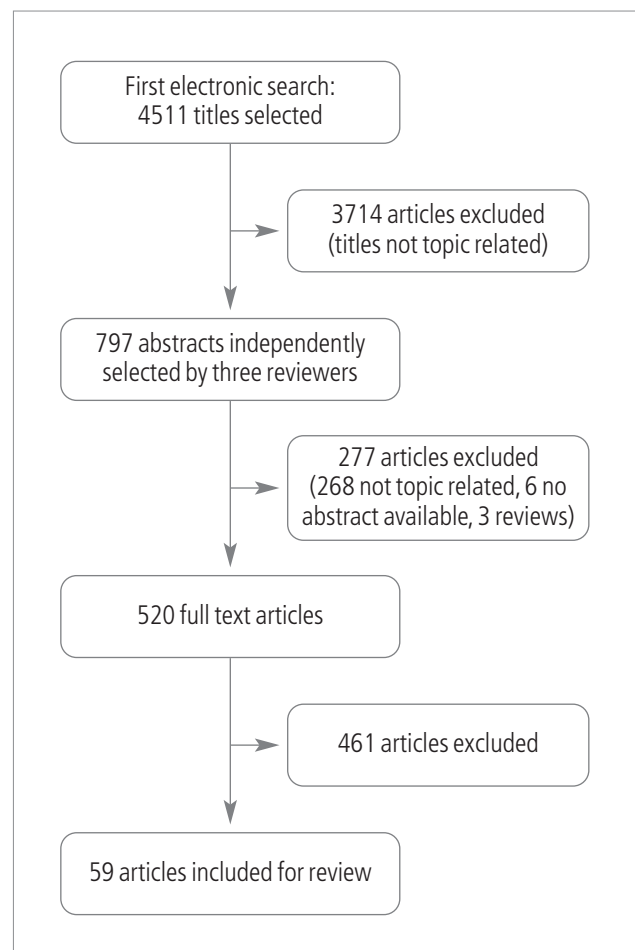 First electronic search:
4511 titles selected
3714 articles excluded
(titles not topic related)
797 abstracts independently
selected by three reviewers
277 articles excluded
(268 not topic related, 6 no
abstract available, 3 reviews)
520 full text articles
461 articles excluded
59 articles included for review